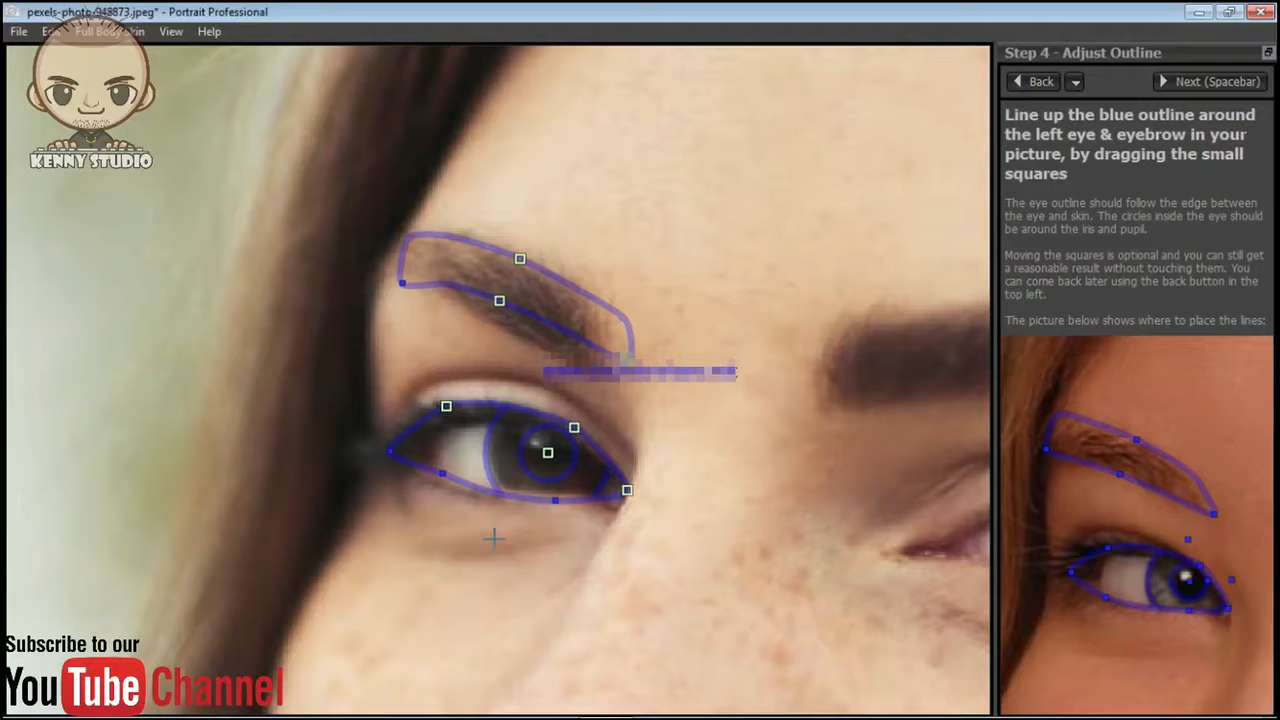 pexels-photo-948873.jpeg* - Portrait Professional
File
Full Body Skin
View
Help
KENNY STUDIO
Step 4 - Adjust Outline
Back
Next (Spacebar)
Line up the blue outline around
the left eye & eyebrow in your
picture, by dragging the small
squares
The eye outline should follow the edge between
the eye and skin. The circles inside the eye should
be around the iris and pupil.
Moving the squares is optional and you can still get
a reasonable result without touching them. You
can come back later using the back button in the
top left.
The picture below shows where to place the lines:
Subscribe to our
YouTube Channel